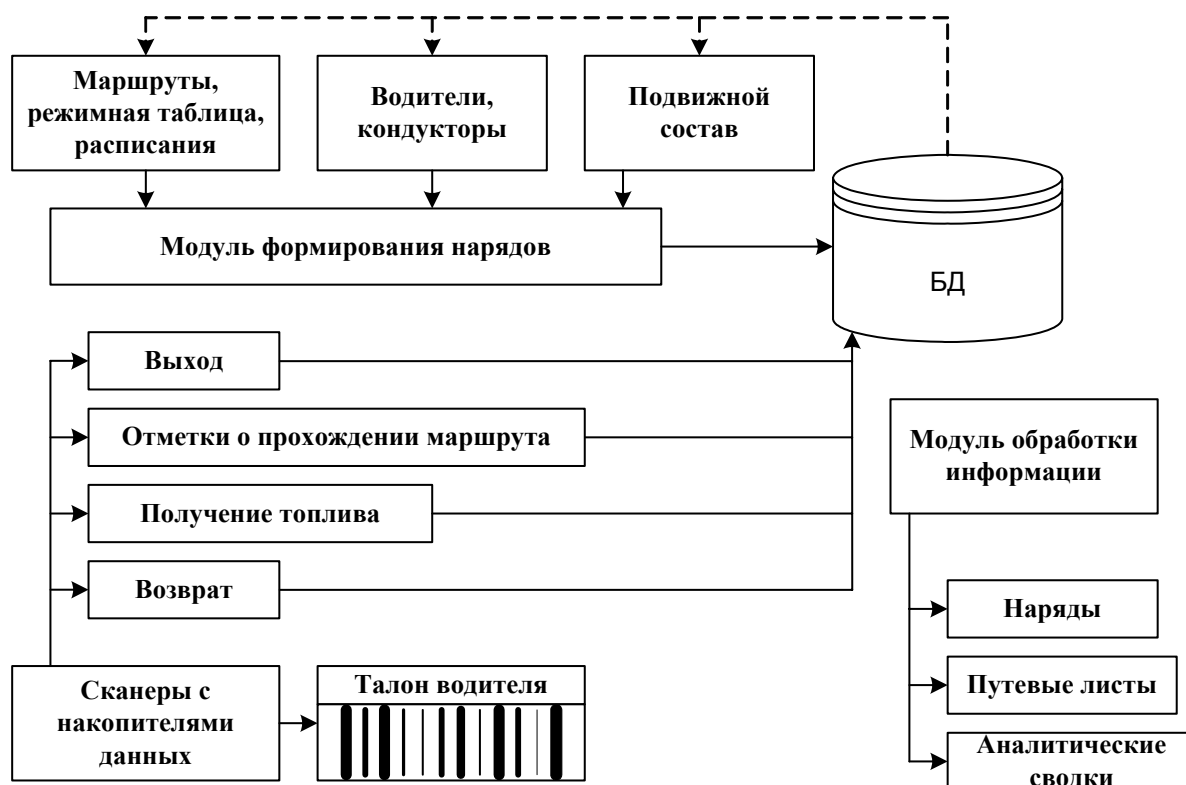 Маршруты,
режимная таблица,
расписания
Водители,
кондукторы
Подвижной
состав
Модуль формирования нарядов
БД
Выход
Отметки о прохождении маршрута
Получение топлива
Возврат
Модуль обработки
информации
Наряды
Путевые листы
Аналитические
сводки
Сканеры с
накопителями
данных
Талон водителя